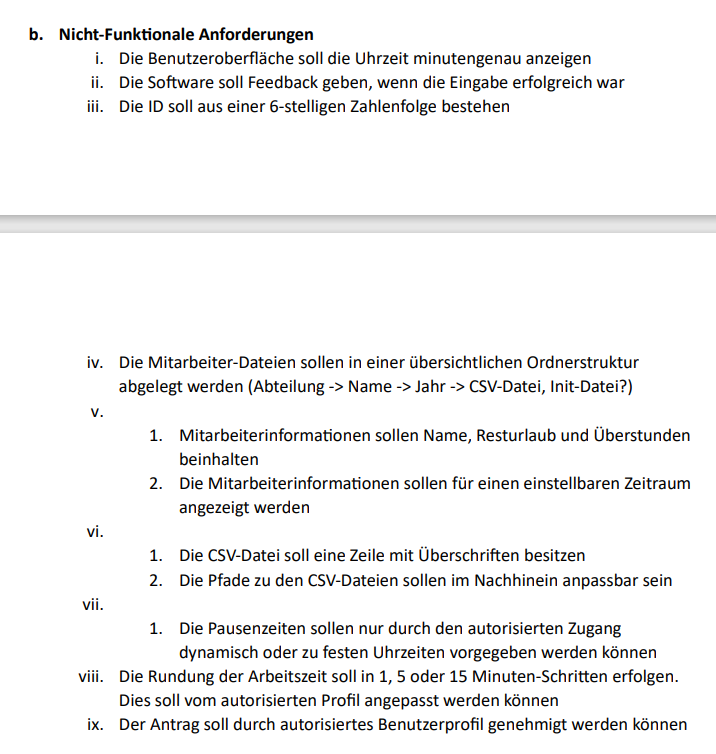 b. Nicht-Funktionale Anforderungen
i. Die Benutzeroberfläche soll die Uhrzeit minutengenau anzeigen
ii. Die Software soll Feedback geben, wenn die Eingabe erfolgreich war
iii. Die ID soll aus einer 6-stelligen Zahlenfolge bestehen
iv. Die Mitarbeiter-Dateien sollen in einer übersichtlichen Ordnerstruktur
abgelegt werden (Abteilung -> Name -> Jahr -> CSV-Datei, Init-Datei?)
v.
1. Mitarbeiterinformationen sollen Name, Resturlaub und Überstunden
beinhalten
2. Die Mitarbeiterinformationen sollen für einen einstellbaren Zeitraum
angezeigt werden
vi.
1. Die CSV-Datei soll eine Zeile mit Überschriften besitzen
2. Die Pfade zu den CSV-Dateien sollen im Nachhinein anpassbar sein
vii.
1. Die Pausenzeiten sollen nur durch den autorisierten Zugang
dynamisch oder zu festen Uhrzeiten vorgegeben werden können
viii. Die Rundung der Arbeitszeit soll in 1, 5 oder 15 Minuten-Schritten erfolgen.
Dies soll vom autorisierten Profil angepasst werden können
ix. Der Antrag soll durch autorisiertes Benutzerprofil genehmigt werden können